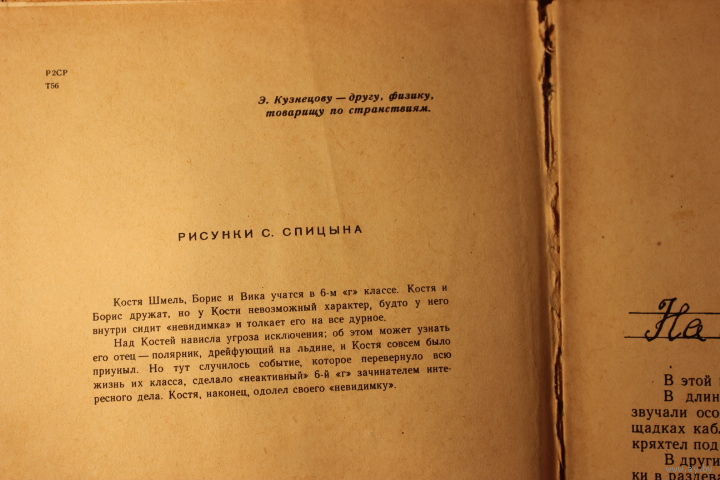 Р2СР
Т56
Э. Кузнецову — другу, физику,
товарищу по странствиям.
РИСУНКИ С. СПИЦЫНА
Костя Шмель, Борис и Вика учатся в 6-м «г» классе. Костя и
Борис дружат, но у Кости невозможный характер, будто у него
внутри сидит «невидимка» и толкает его на все дурное.
Над Костей нависла угроза исключения; об этом может узнать
его отец — полярник, дрейфующий на льдине, и Костя совсем было
приуныл. Но тут случилось событие, которое перевернуло всю
жизнь их класса, сделало «неактивный» 6-й «г» зачинателем инте-
ресного дела. Костя, наконец, одолел своего «невидимку».
На
В этой
В длин
звучали осо
щадках каб
кряхтел под
В други
ки в раздева